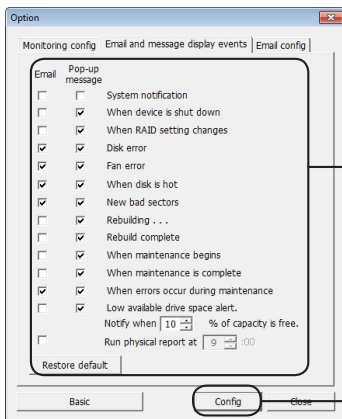 Option
Monitoring config Email and message display events Email config
Email Pop-up message
System notification
When device is shut down
When RAID setting changes
Disk error
Fan error
When disk is hot
New bad sectors
Rebuilding . . .
Rebuild complete
When maintenance begins
When maintenance is complete
When errors occur during maintenance
Low available drive space alert.
Notify when 10 % of capacity is free.
Run physical report at 9 :00
Restore default
Basic Config Close